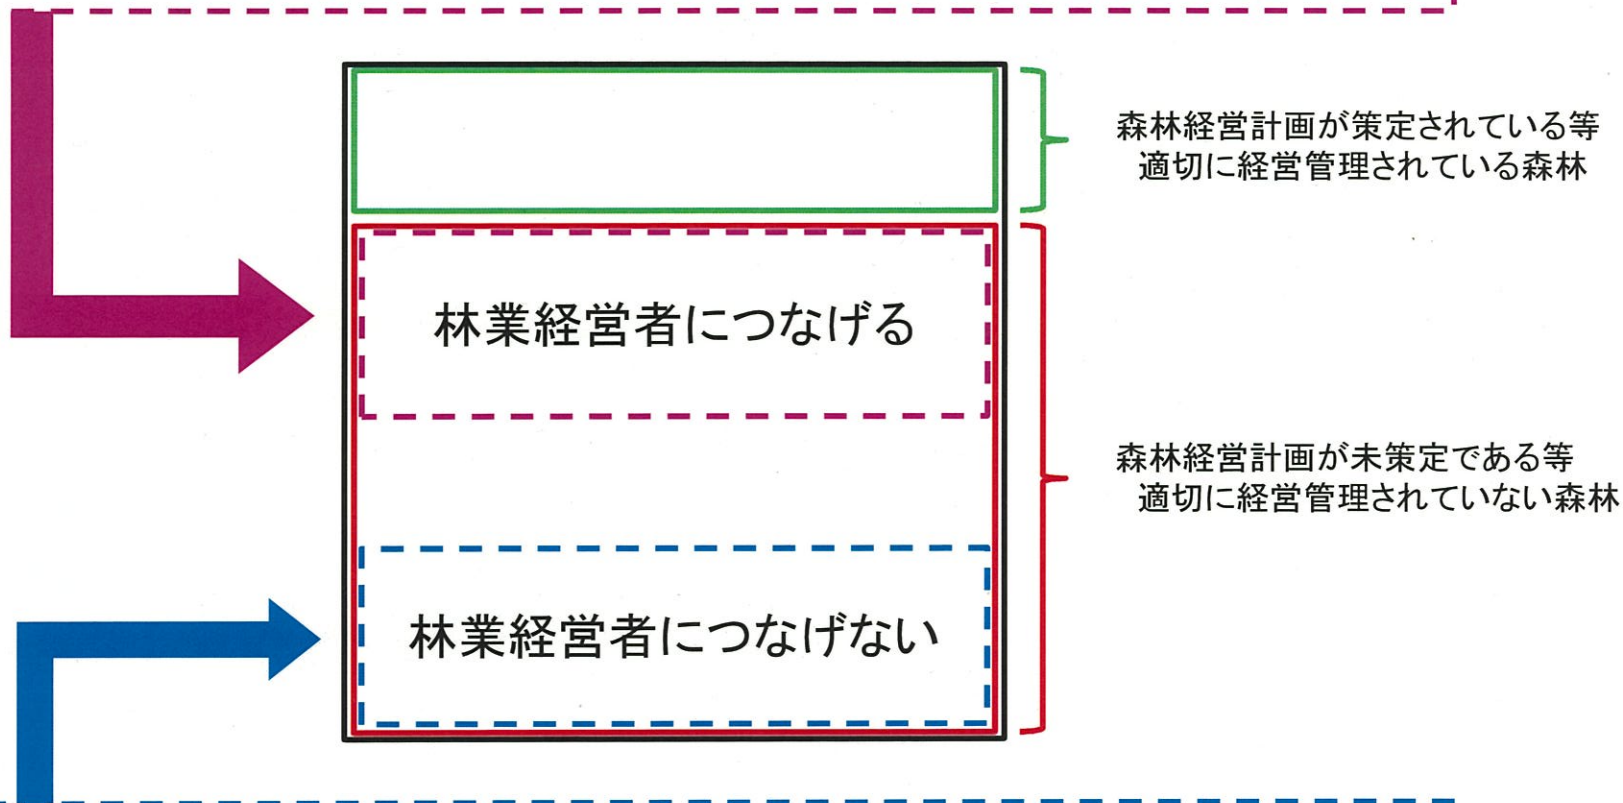 森林経営計画が策定されている等
適切に経営管理されている森林
林業経営者につなげる
森林経営計画が未策定である等
適切に経営管理されていない森林
林業経営者につなげない